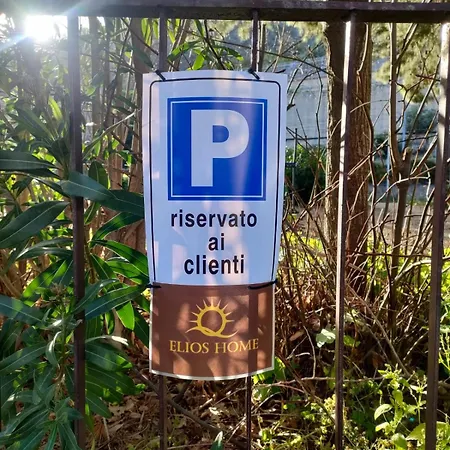 P
riservato
ai
clienti
ELIOS HOME